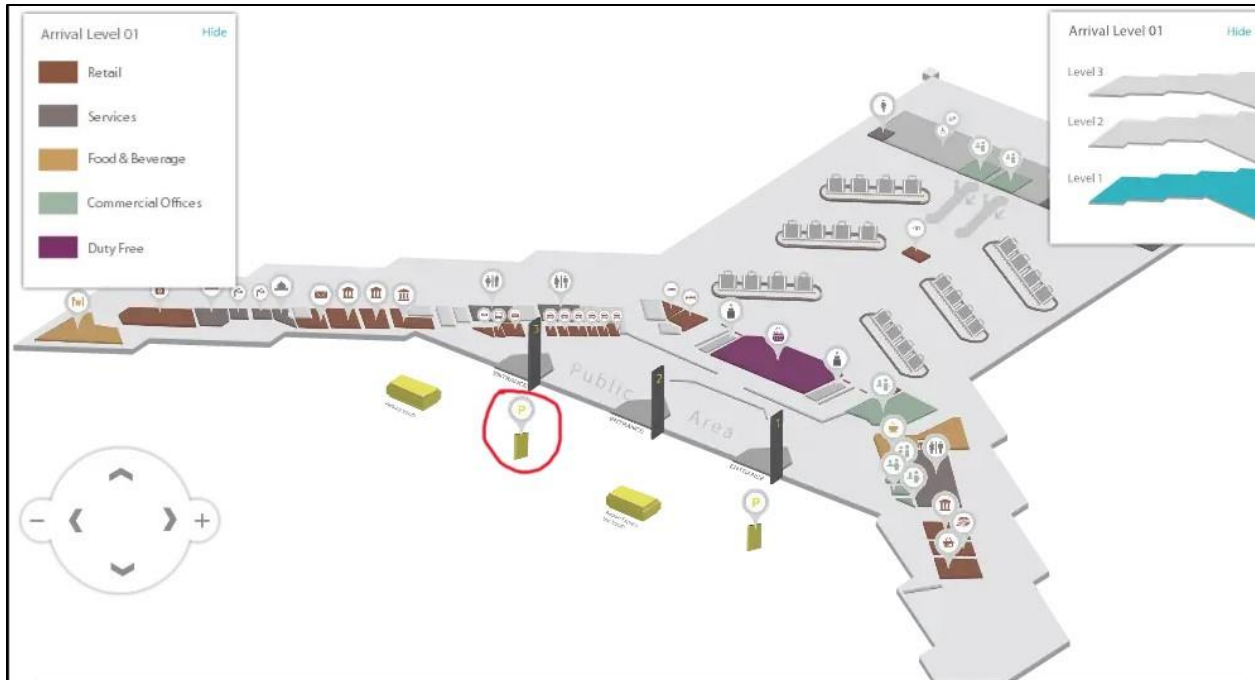 Arrival Level 01
Hide
Retail
Services
Food & Beverage
Commercial Offices
Duty Free
Arrival Level 01
Hide
Level 3
Level 2
Level 1
3
ENTRANCE
Public
2
ENTRANCE
Area
1
ENTRANCE
P
P